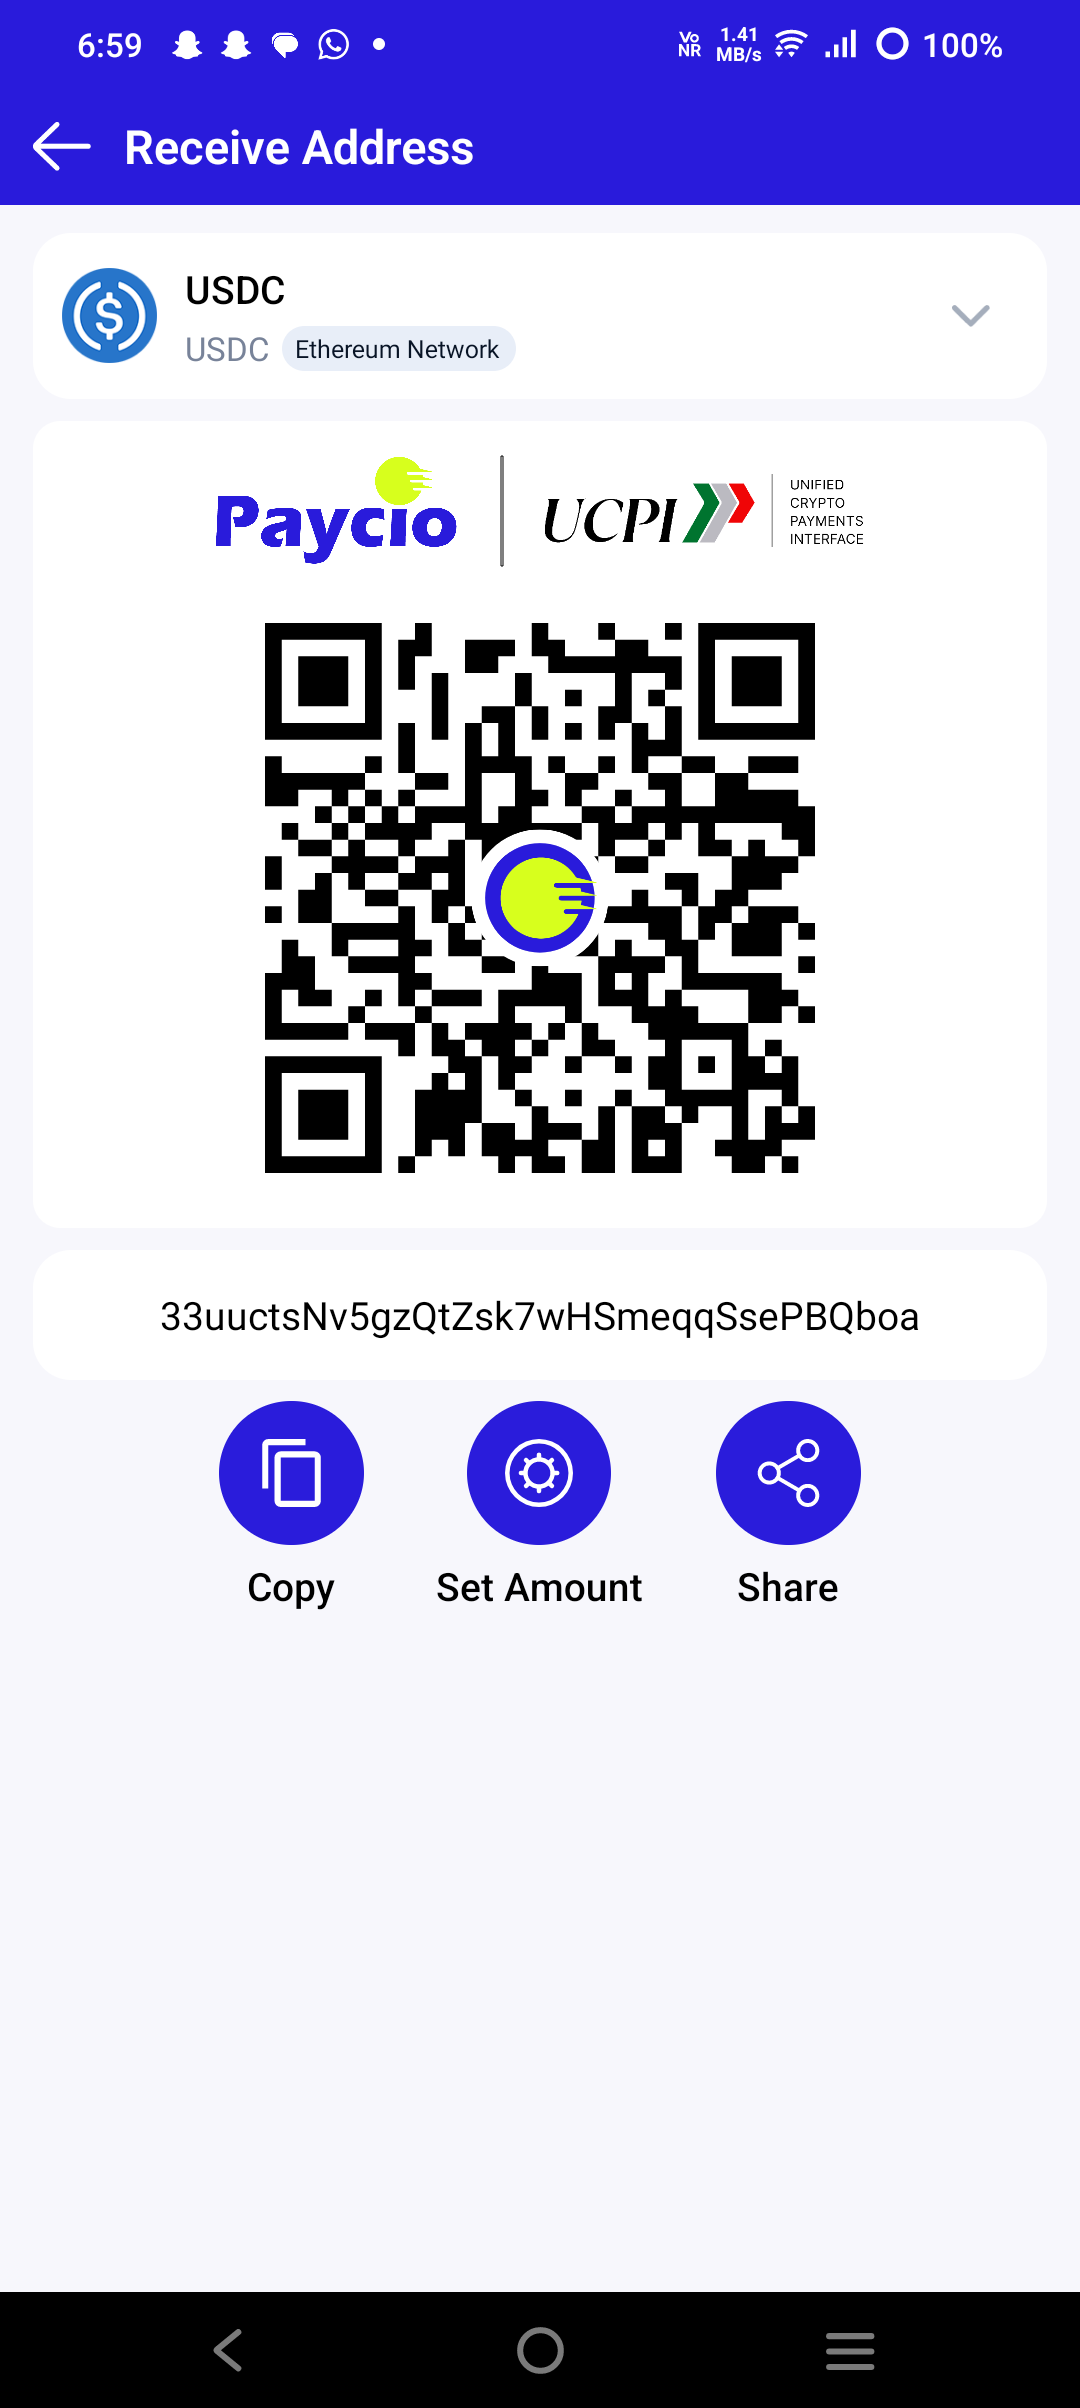 6:59
Vo
NR
1.41
MB/s
100%
Receive Address
USDC
USDC Ethereum Network
Paycio
UCPI
UNIFIED
CRYPTO
PAYMENTS
INTERFACE
33uuctsNv5gzQtZsk7wHSmeqqSsePBQboa
Copy Set Amount Share